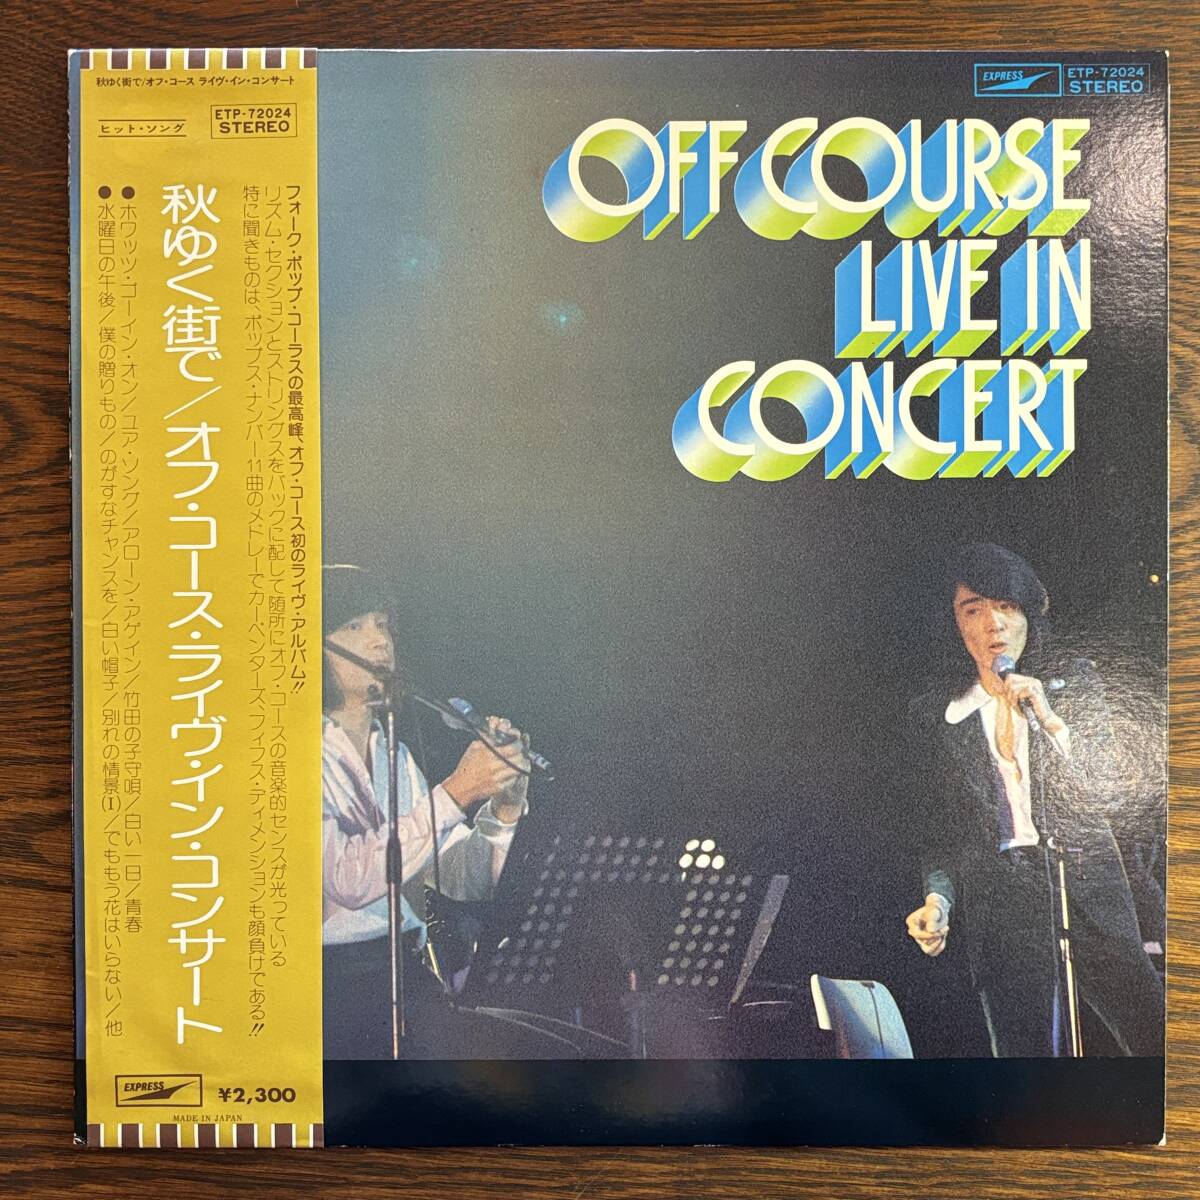 秋ゆく街で/オフ・コース ライヴ・イン・コンサート
ヒット・ソング
ETP-72024
STEREO
フォーク・ポップ・コーラスの最高峰、オフ・コース初のライヴ・アルバム!!
リズム・セクションとストリングスをバックに配して随所にオフ・コースの音楽的センスが光っている
特に聞きものは、ポップス・ナンバー11曲のメドレーでカーペンターズ、フィフス・ディメンションも顔負けである!!
秋ゆく街で/オフ・コース・ライヴ・イン・コンサート
●ホワッツ・ゴーイン・オン/ユア・ソング/アローン・アゲイン/竹田の子守唄/白い一日/青春
●水曜日の午後/僕の贈りもの/のがすなチャンスを/白い帽子/別れの情景(I)/でももう花はいらない/他
EXPRESS
¥2,300
MADE IN JAPAN
EXPRESS
ETP-72024
STEREO
OFF COURSE
LIVE IN
CONCERT